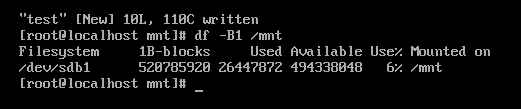 "test" [New] 10L, 110C written
[root@localhost mnt]# df -B1 /mnt
Filesystem     1B-blocks     Used Available Use% Mounted on
/dev/sdb1      520785920 26447872 494338048   6% /mnt
[root@localhost mnt]# _